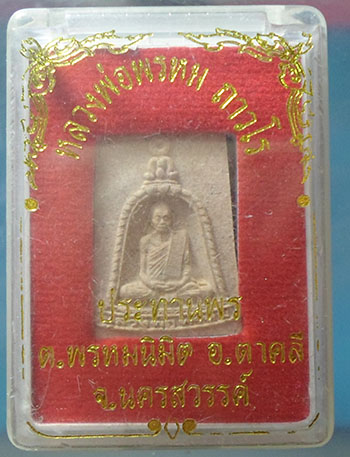 หลวงพ่อพรหม ถาวโร
ประทานพร
ต.พรหมนิมิต อ.ตาคลี
จ.นครสวรรค์